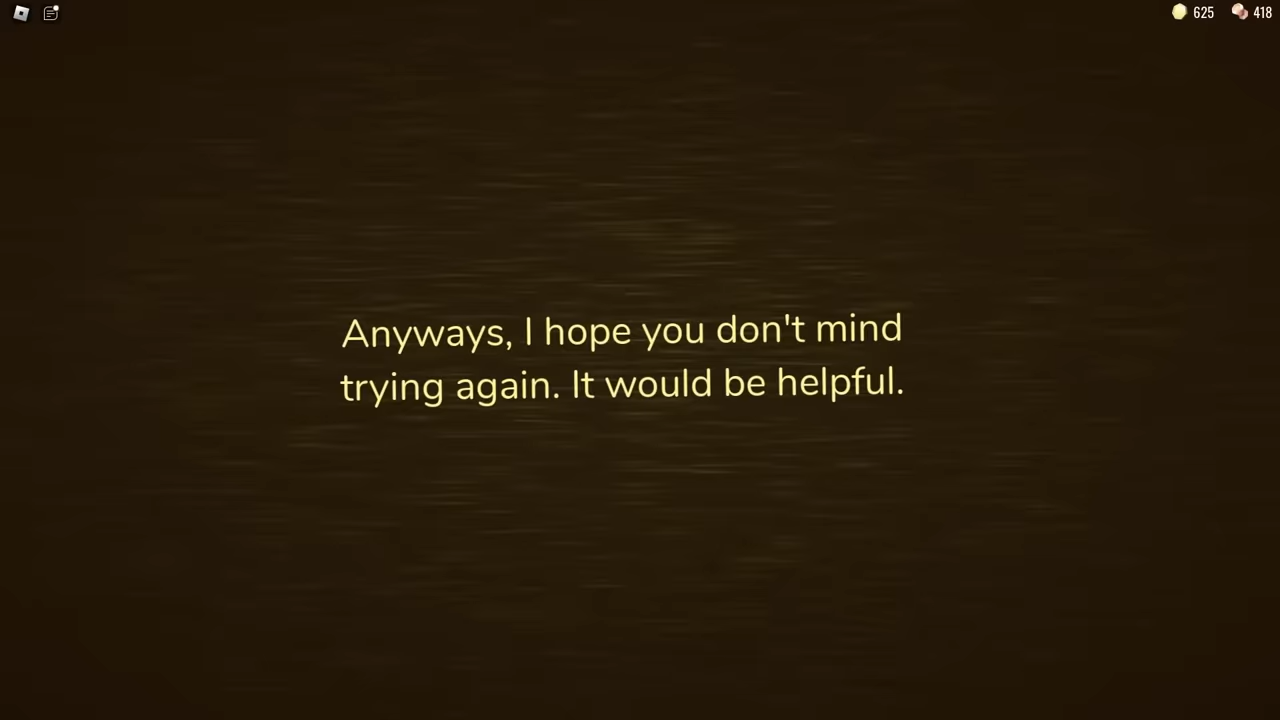 625 418
Anyways, I hope you don't mind
trying again. It would be helpful.